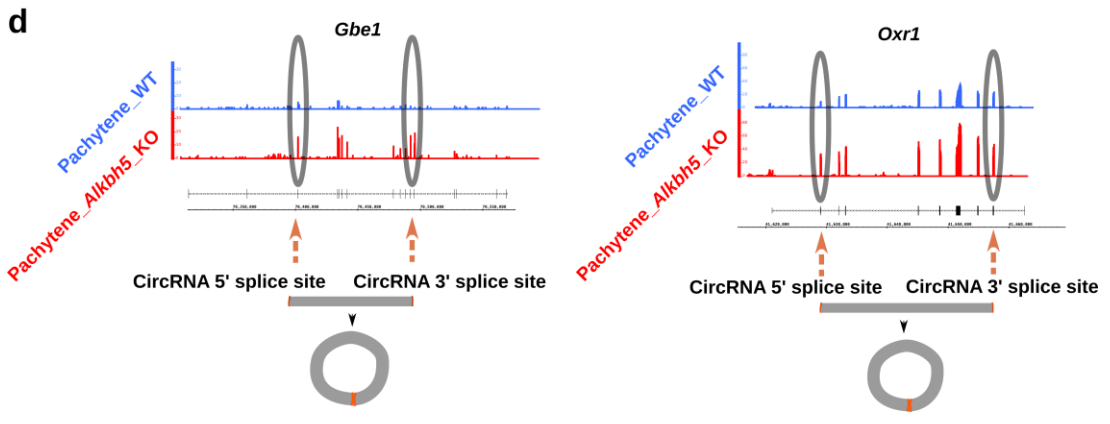 d
Gbe1
Oxr1
Pachytene_WT
Pachytene_WT
Pachytene_Alkbh5_KO
Pachytene_Alkbh5_KO
CircRNA 5' splice site
CircRNA 3' splice site
CircRNA 5' splice site
CircRNA 3' splice site